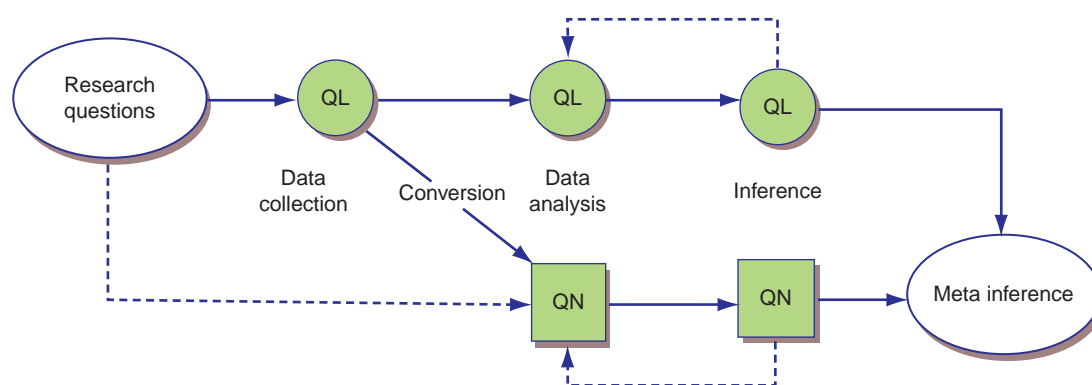 Research
questions
QL
QL
QL
Data
collection
Conversion
Data
analysis
Inference
QN
QN
Meta inference